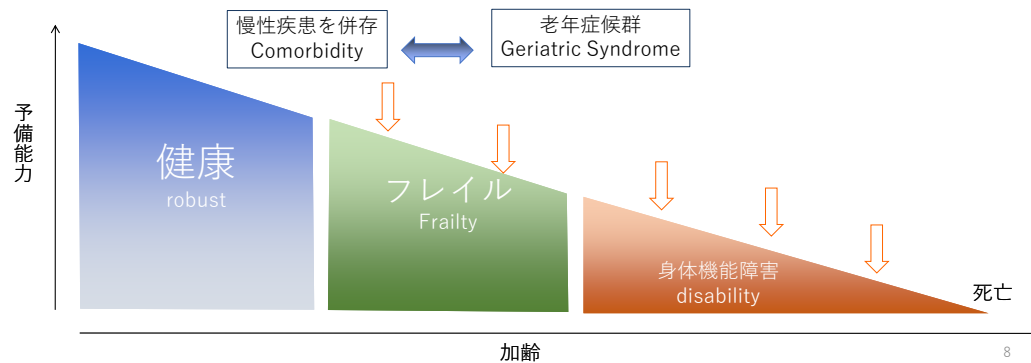 慢性疾患を併存
Comorbidity
老年症候群
Geriatric Syndrome
予備能力
健康
robust
フレイル
Frailty
身体機能障害
disability
死亡
加齢
8